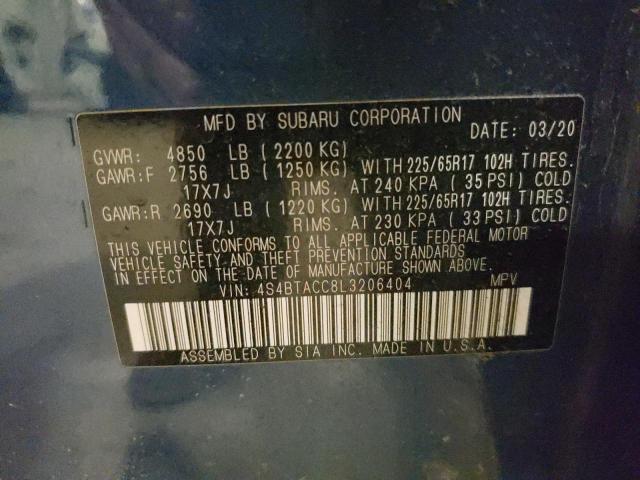 MFD BY SUBARU CORPORATION
DATE: 03/20
GVWR: 4850 LB (2200 KG)
GAWR:F 2756 LB (1250 KG) WITH 225/65R17 102H TIRES.
17X7J RIMS. AT 240 KPA (35 PSI) COLD
GAWR:R 2690 LB (1220 KG) WITH 225/65R17 102H TIRES.
17X7J RIMS. AT 230 KPA (33 PSI) COLD
THIS VEHICLE CONFORMS TO ALL APPLICABLE FEDERAL MOTOR
VEHICLE SAFETY AND THEFT PREVENTION STANDARDS
IN EFFECT ON THE DATE OF MANUFACTURE SHOWN ABOVE.
VIN: 4S4BTACC8L3206404 MPV
ASSEMBLED BY SIA INC. MADE IN U.S.A.